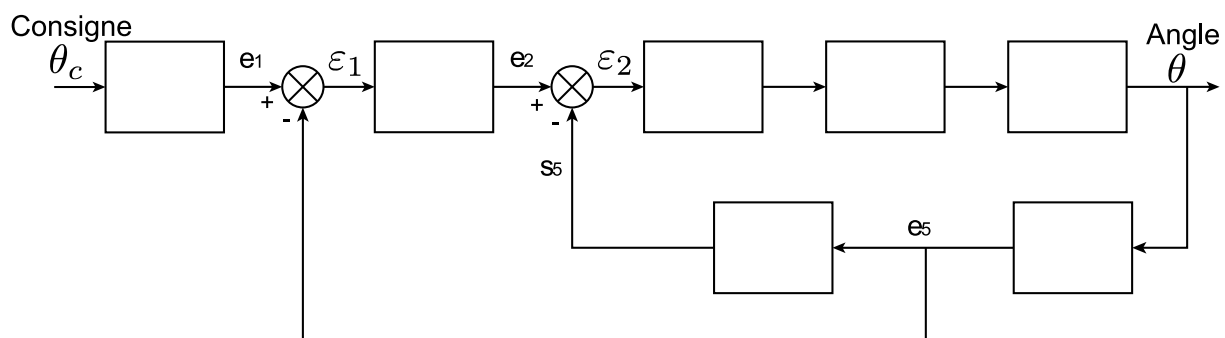 Consigne
θc
e1
+
-
ε1
e2
+
-
ε2
Angle
θ
s5
e5